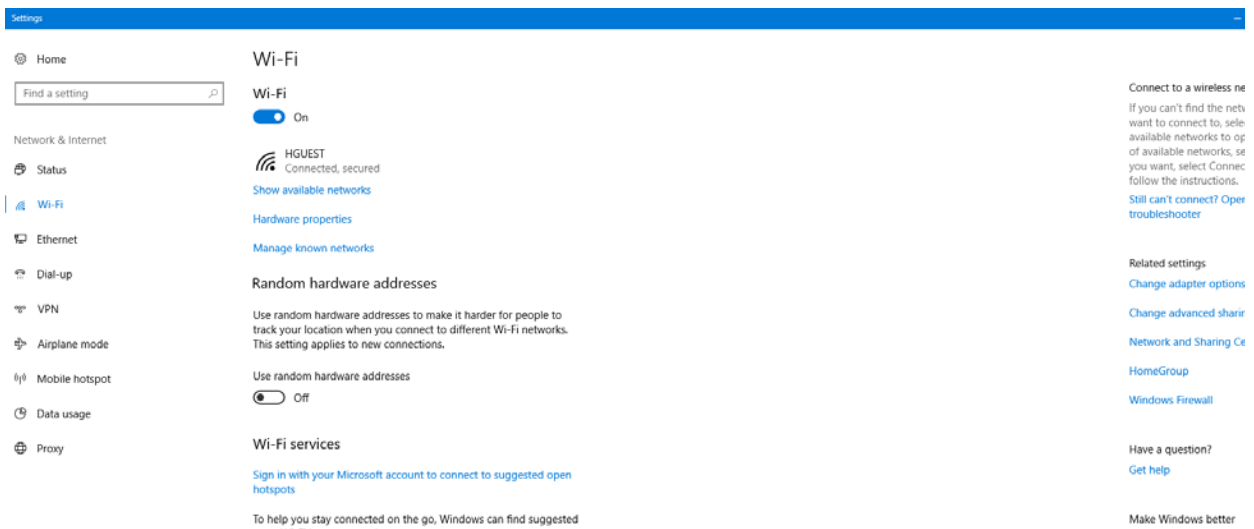 Settings
Home
Find a setting
Network & Internet
Status
Wi-Fi
Ethernet
Dial-up
VPN
Airplane mode
Mobile hotspot
Data usage
Proxy
Wi-Fi
Wi-Fi
On
HGUEST
Connected, secured
Show available networks
Hardware properties
Manage known networks
Random hardware addresses
Use random hardware addresses to make it harder for people to
track your location when you connect to different Wi-Fi networks.
This setting applies to new connections.
Use random hardware addresses
Off
Wi-Fi services
Sign in with your Microsoft account to connect to suggested open
hotspots
To help you stay connected on the go, Windows can find suggested
Connect to a wireless
If you can't find the
want to connect to,
available networks to
of available networks,
you want, select
follow the instructions.
Still can't connect?
troubleshooter
Related settings
Change adapter options
Change advanced
Network and Sharing
HomeGroup
Windows Firewall
Have a question?
Get help
Make Windows better